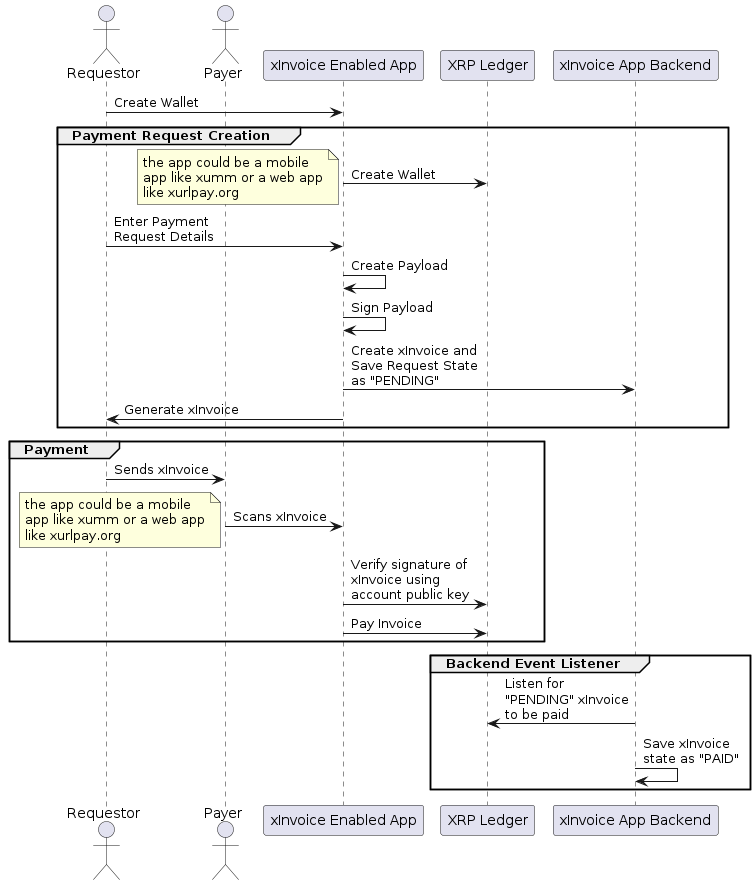 Requestor
Payer
xInvoice Enabled App
XRP Ledger
xInvoice App Backend
Create Wallet
Payment Request Creation
the app could be a mobile
app like xumm or a web app
like xurlpay.org
Create Wallet
Enter Payment
Request Details
Create Payload
Sign Payload
Create xInvoice and
Save Request State
as "PENDING"
Generate xInvoice
Payment
Sends xInvoice
the app could be a mobile
app like xumm or a web app
like xurlpay.org
Scans xInvoice
Verify signature of
xInvoice using
account public key
Pay Invoice
Backend Event Listener
Listen for
"PENDING" xInvoice
to be paid
Save xInvoice
state as "PAID"
Requestor
Payer
xInvoice Enabled App
XRP Ledger
xInvoice App Backend